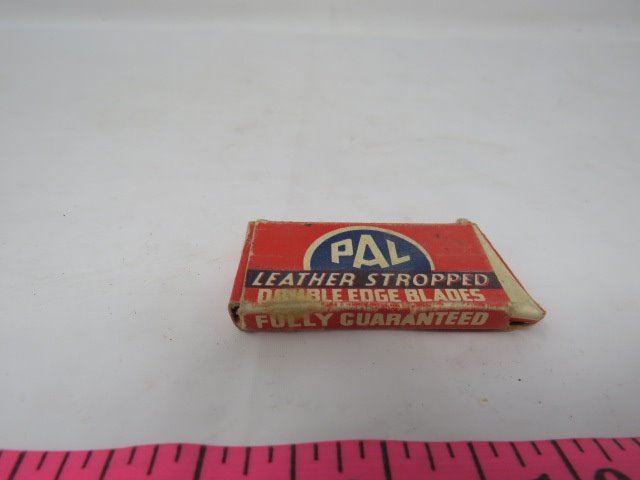 PAL
LEATHER STROPPED
DOUBLE EDGE BLADES
FULLY GUARANTEED